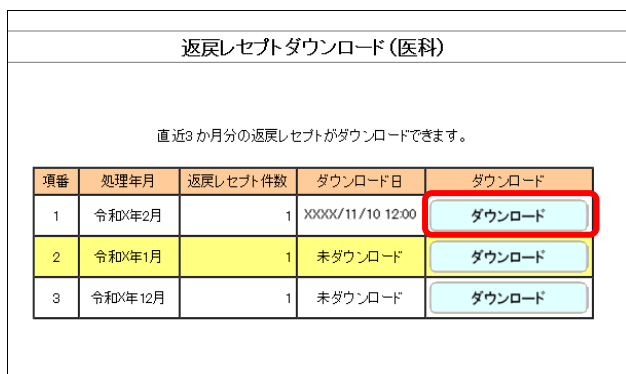 返戻レセプトダウンロード(医科)
直近3か月分の返戻レセプトがダウンロードできます。
項番 処理年月 返戻レセプト件数 ダウンロード日 ダウンロード
1 令和X年2月 1 XXXX/11/10 12:00 ダウンロード
2 令和X年1月 1 未ダウンロード ダウンロード
3 令和X年12月 1 未ダウンロード ダウンロード